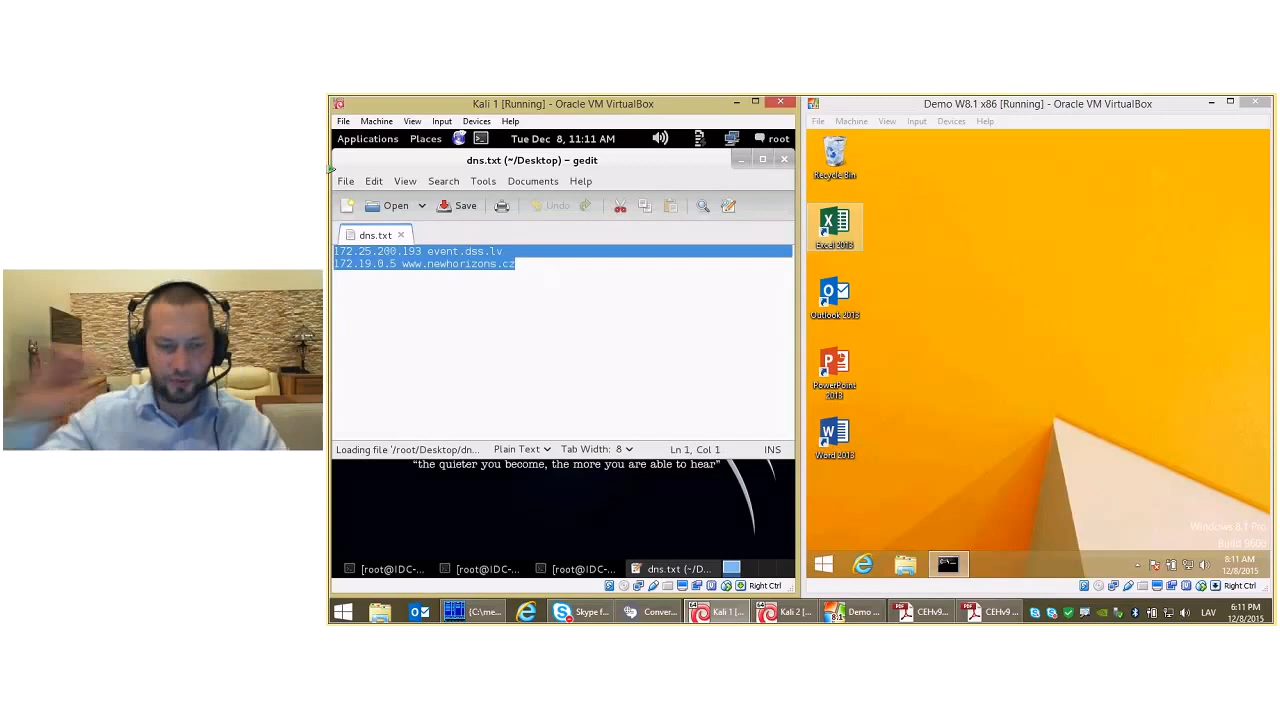 Kali 1 [Running] - Oracle VM VirtualBox
File Machine View Input Devices Help
Applications Places Tue Dec 8, 11:11 AM root
dns.txt (~/Desktop) – gedit
File Edit View Search Tools Documents Help
Open Save Undo
dns.txt
172.25.200.193 event.dss.lv
172.19.0.5 www.newhorizons.cz
Loading file '/root/Desktop/dn... Plain Text Tab Width: 8 Ln 1, Col 1 INS
"the quieter you become, the more you are able to hear"
[root@IDC-... [root@IDC-... [root@IDC-... dns.txt (~/D...
Right Ctrl
Demo W8.1 x86 [Running] - Oracle VM VirtualBox
File Machine View Input Devices Help
Recycle Bin
Excel 2013
Outlook 2013
PowerPoint
2013
Word 2013
Windows 8.1 Pro
Build 9600
8:11 AM
12/8/2015
Right Ctrl
{C:\me... Skype f... Conver... Kali 1 [... Kali 2 [... Demo ... CEHv9 ... CEHv9 ... LAV
6:11 PM
12/8/2015